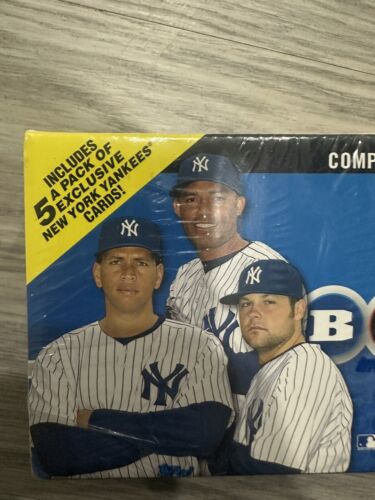 INCLUDES
A PACK OF
5 EXCLUSIVE
NEW YORK YANKEES®
CARDS!
COMP
NY
NY
NY
NY
B